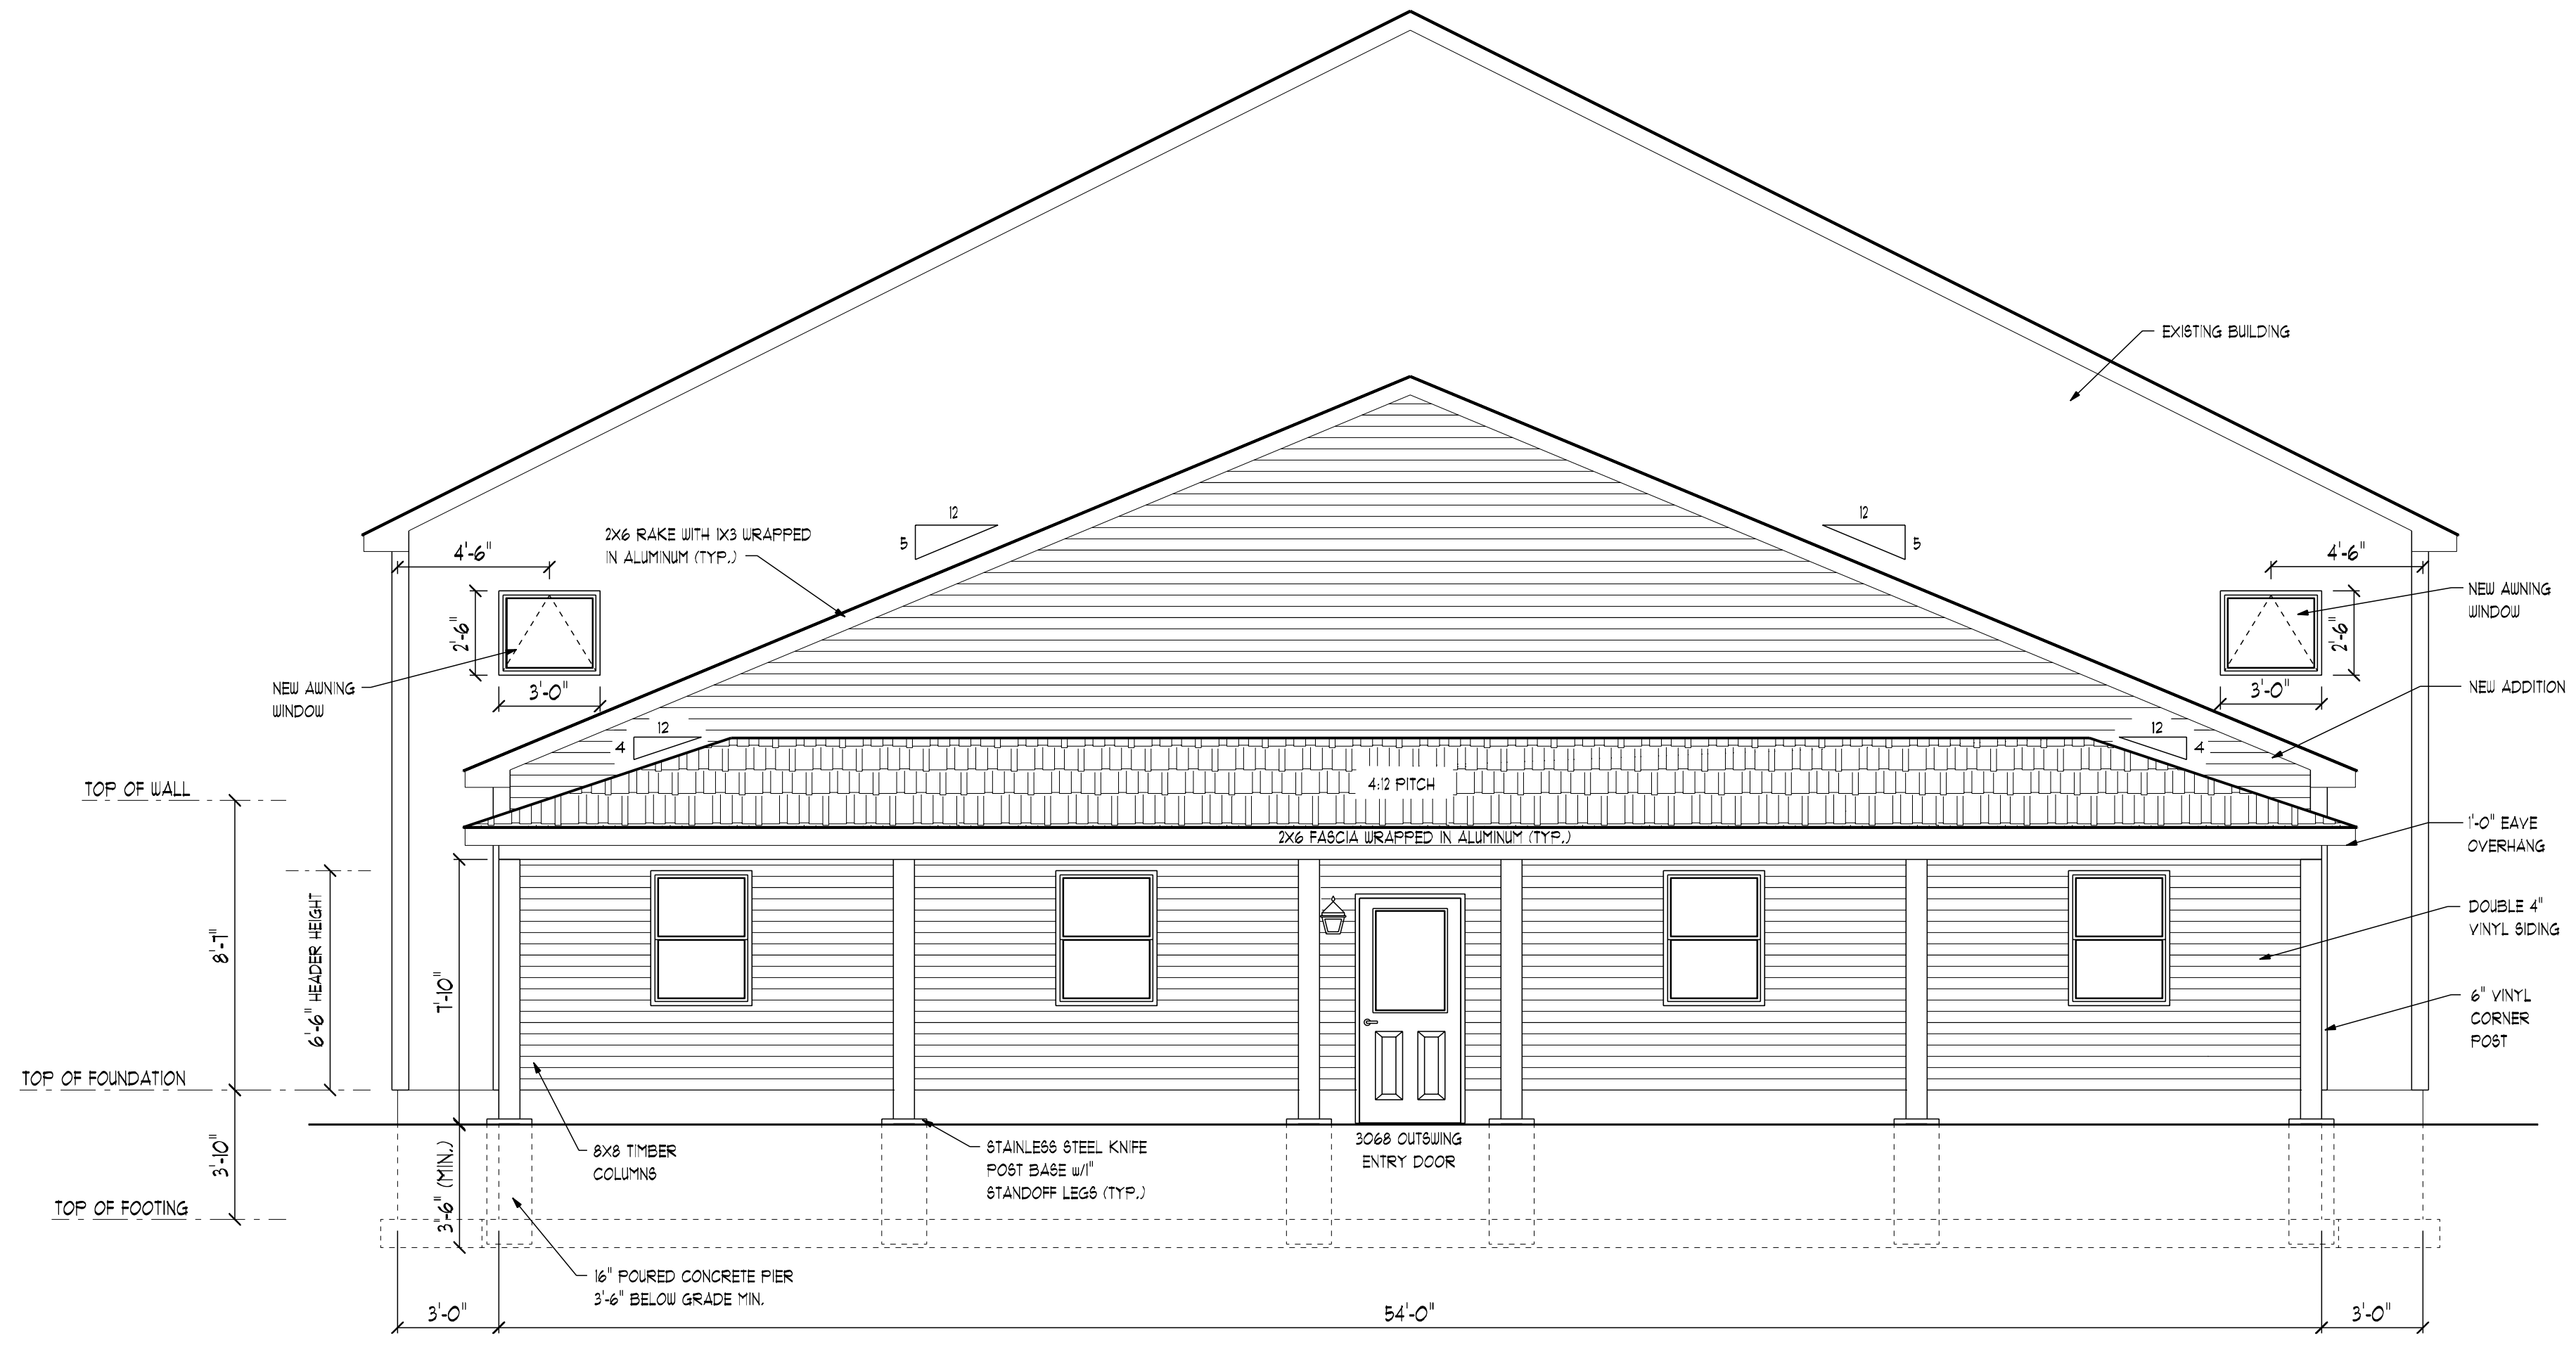 EXISTING BUILDING
12
5
12
5
2X6 RAKE WITH 1X3 WRAPPED
IN ALUMINUM (TYP.)
4'-6"
4'-6"
2'-6"
3'-0"
NEW AWNING
WINDOW
NEW AWNING
WINDOW
2'-6"
3'-0"
NEW ADDITION
12
4
12
4
4:12 PITCH
TOP OF WALL
2X6 FASCIA WRAPPED IN ALUMINUM (TYP.)
1'-0" EAVE
OVERHANG
8'-7"
6'-6" HEADER HEIGHT
7'-10"
DOUBLE 4"
VINYL SIDING
6" VINYL
CORNER
POST
TOP OF FOUNDATION
3'-10"
3'-6" (MIN.)
8X8 TIMBER
COLUMNS
STAINLESS STEEL KNIFE
POST BASE w/1"
STANDOFF LEGS (TYP.)
3068 OUTSWING
ENTRY DOOR
TOP OF FOOTING
16" POURED CONCRETE PIER
3'-6" BELOW GRADE MIN.
3'-0"
54'-0"
3'-0"